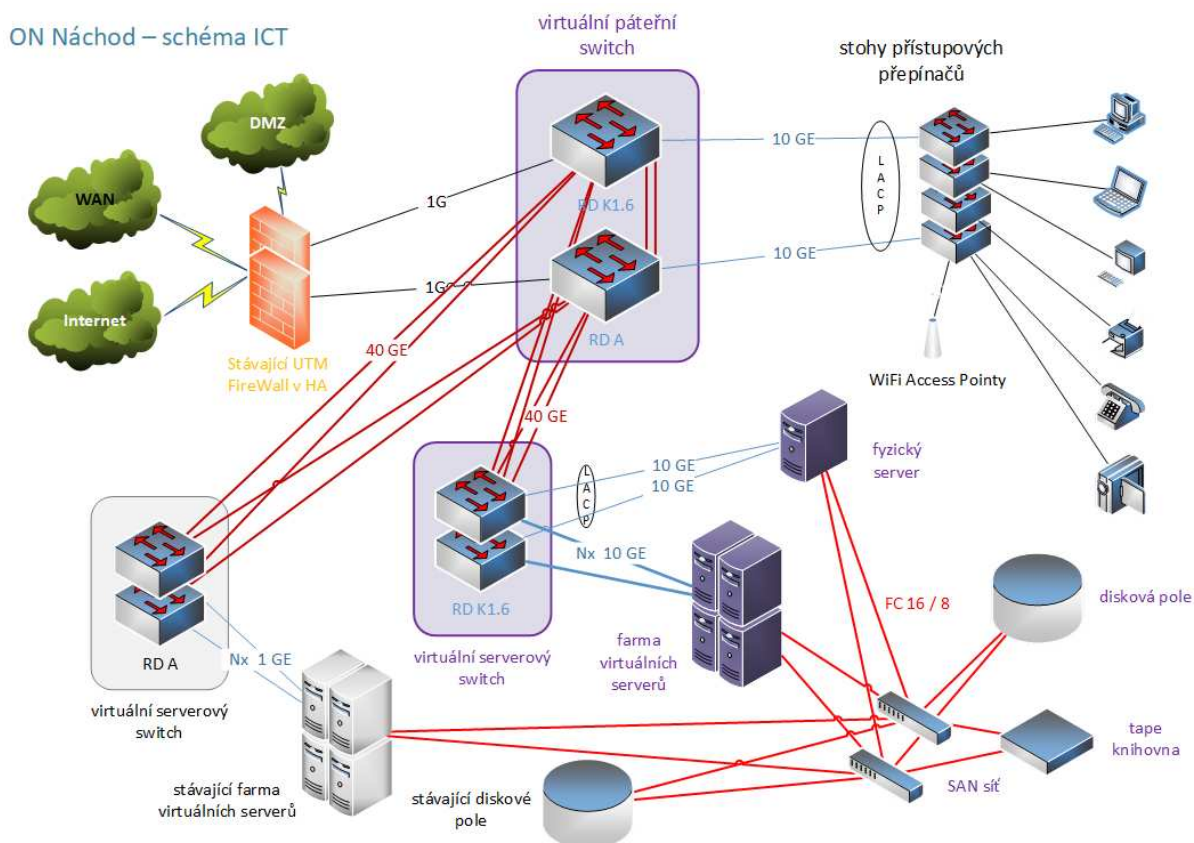 ON Náchod – schéma ICT
virtuální páteřní
switch
stohy přístupových
přepínačů
DMZ
WAN
Internet
1G
1G
RD K1.6
RD A
10 GE
10 GE
L
A
C
P
Stávající UTM
FireWall v HA
40 GE
40 GE
WiFi Access Pointy
fyzický
server
10 GE
10 GE
L
A
C
P
Nx 10 GE
RD K1.6
virtuální serverový
switch
farma
virtuálních
serverů
FC 16 / 8
disková pole
RD A
Nx 1 GE
virtuální serverový
switch
stávající farma
virtuálních serverů
stávající diskové
pole
SAN síť
tape
knihovna